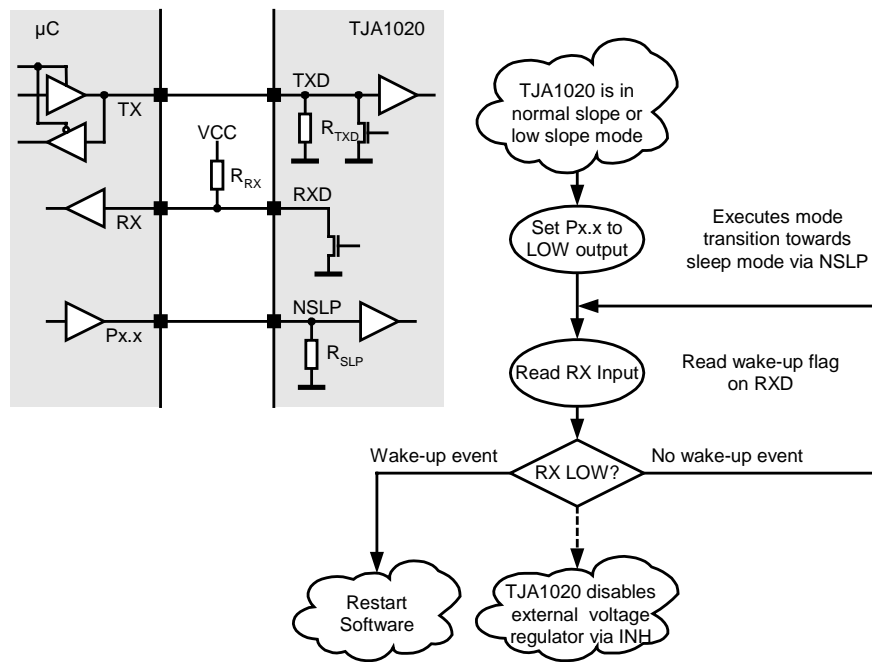 µC
TJA1020
TX
TXD
RTXD
VCC
RRX
RX
RXD
Px.x
NSLP
RSLP
TJA1020 is in
normal slope or
low slope mode
Set Px.x to
LOW output
Executes mode
transition towards
sleep mode via NSLP
Read RX Input
Read wake-up flag
on RXD
Wake-up event
RX LOW?
No wake-up event
Restart
Software
TJA1020 disables
external voltage
regulator via INH